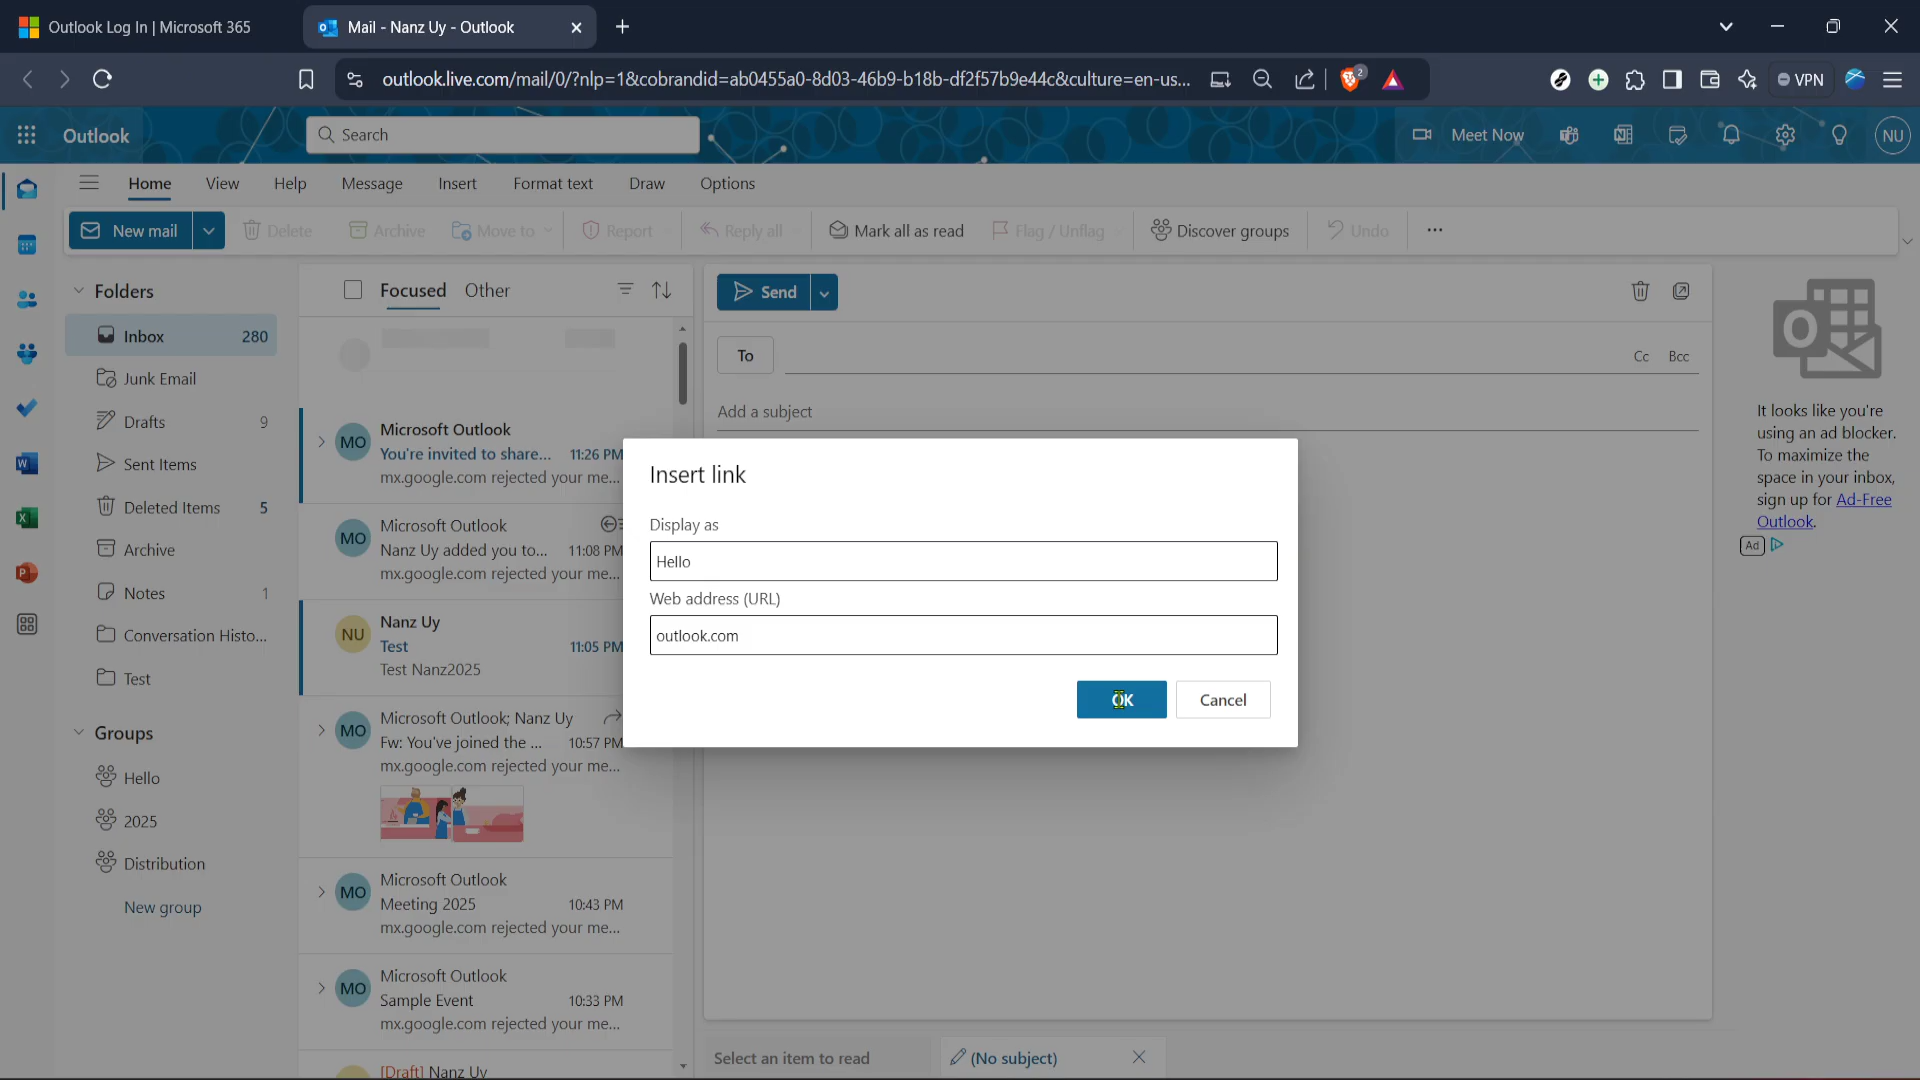 Outlook Log In | Microsoft 365
Mail - Nanz Uy - Outlook
outlook.live.com/mail/0/?nlp=1&cobrandid=ab0455a0-8d03-46b9-b18b-df2f57b9e44c&culture=en-us...
2
VPN
Outlook
Search
Meet Now
NU
Home View Help Message Insert Format text Draw Options
New mail Delete Archive Move to Report Reply all Mark all as read Flag / Unflag Discover groups Undo ...
Folders
Inbox 280
Junk Email
Drafts 9
Sent Items
Deleted Items 5
Archive
Notes 1
Conversation Histo...
Test
Groups
Hello
2025
Distribution
New group
Focused Other
MO
Microsoft Outlook
You're invited to share... 11:26 PM
mx.google.com rejected your me...
MO
Microsoft Outlook
Nanz Uy added you to... 11:08 PM
mx.google.com rejected your me...
NU
Nanz Uy
Test 11:05 PM
Test Nanz2025
MO
Microsoft Outlook; Nanz Uy
Fw: You've joined the ... 10:57 PM
mx.google.com rejected your me...
MO
Microsoft Outlook
Meeting 2025 10:43 PM
mx.google.com rejected your me...
MO
Microsoft Outlook
Sample Event 10:33 PM
mx.google.com rejected your me...
[Draft] Nanz Uy
Send
To
Cc Bcc
Add a subject
Insert link
Display as
Hello
Web address (URL)
outlook.com
OK Cancel
Select an item to read
(No subject)
It looks like you're
using an ad blocker.
To maximize the
space in your inbox,
sign up for Ad-Free
Outlook.
Ad